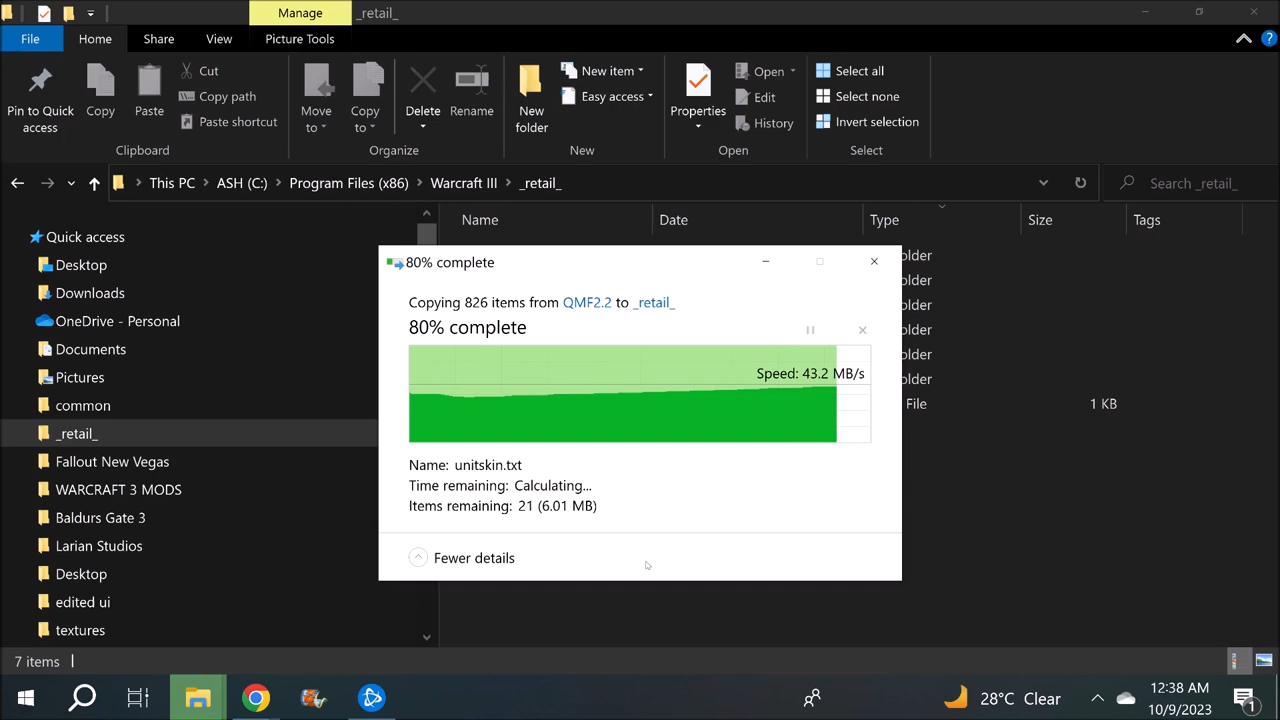 Manage
_retail_
File
Home
Share
View
Picture Tools
Pin to Quick access
Copy
Paste
Cut
Copy path
Paste shortcut
Clipboard
Move to
Copy to
Delete
Rename
Organize
New folder
New item
Easy access
New
Properties
Open
Edit
History
Open
Select all
Select none
Invert selection
Select
This PC > ASH (C:) > Program Files (x86) > Warcraft III > _retail_
Search _retail_
Name
Date
Type
Size
Tags
Quick access
Desktop
Downloads
OneDrive - Personal
Documents
Pictures
common
_retail_
Fallout New Vegas
WARCRAFT 3 MODS
Baldurs Gate 3
Larian Studios
Desktop
edited ui
textures
older
older
older
older
older
older
File
1 KB
80% complete
Copying 826 items from QMF2.2 to _retail_
80% complete
Speed: 43.2 MB/s
Name: unitskin.txt
Time remaining: Calculating...
Items remaining: 21 (6.01 MB)
Fewer details
7 items
28°C Clear
12:38 AM
10/9/2023
1